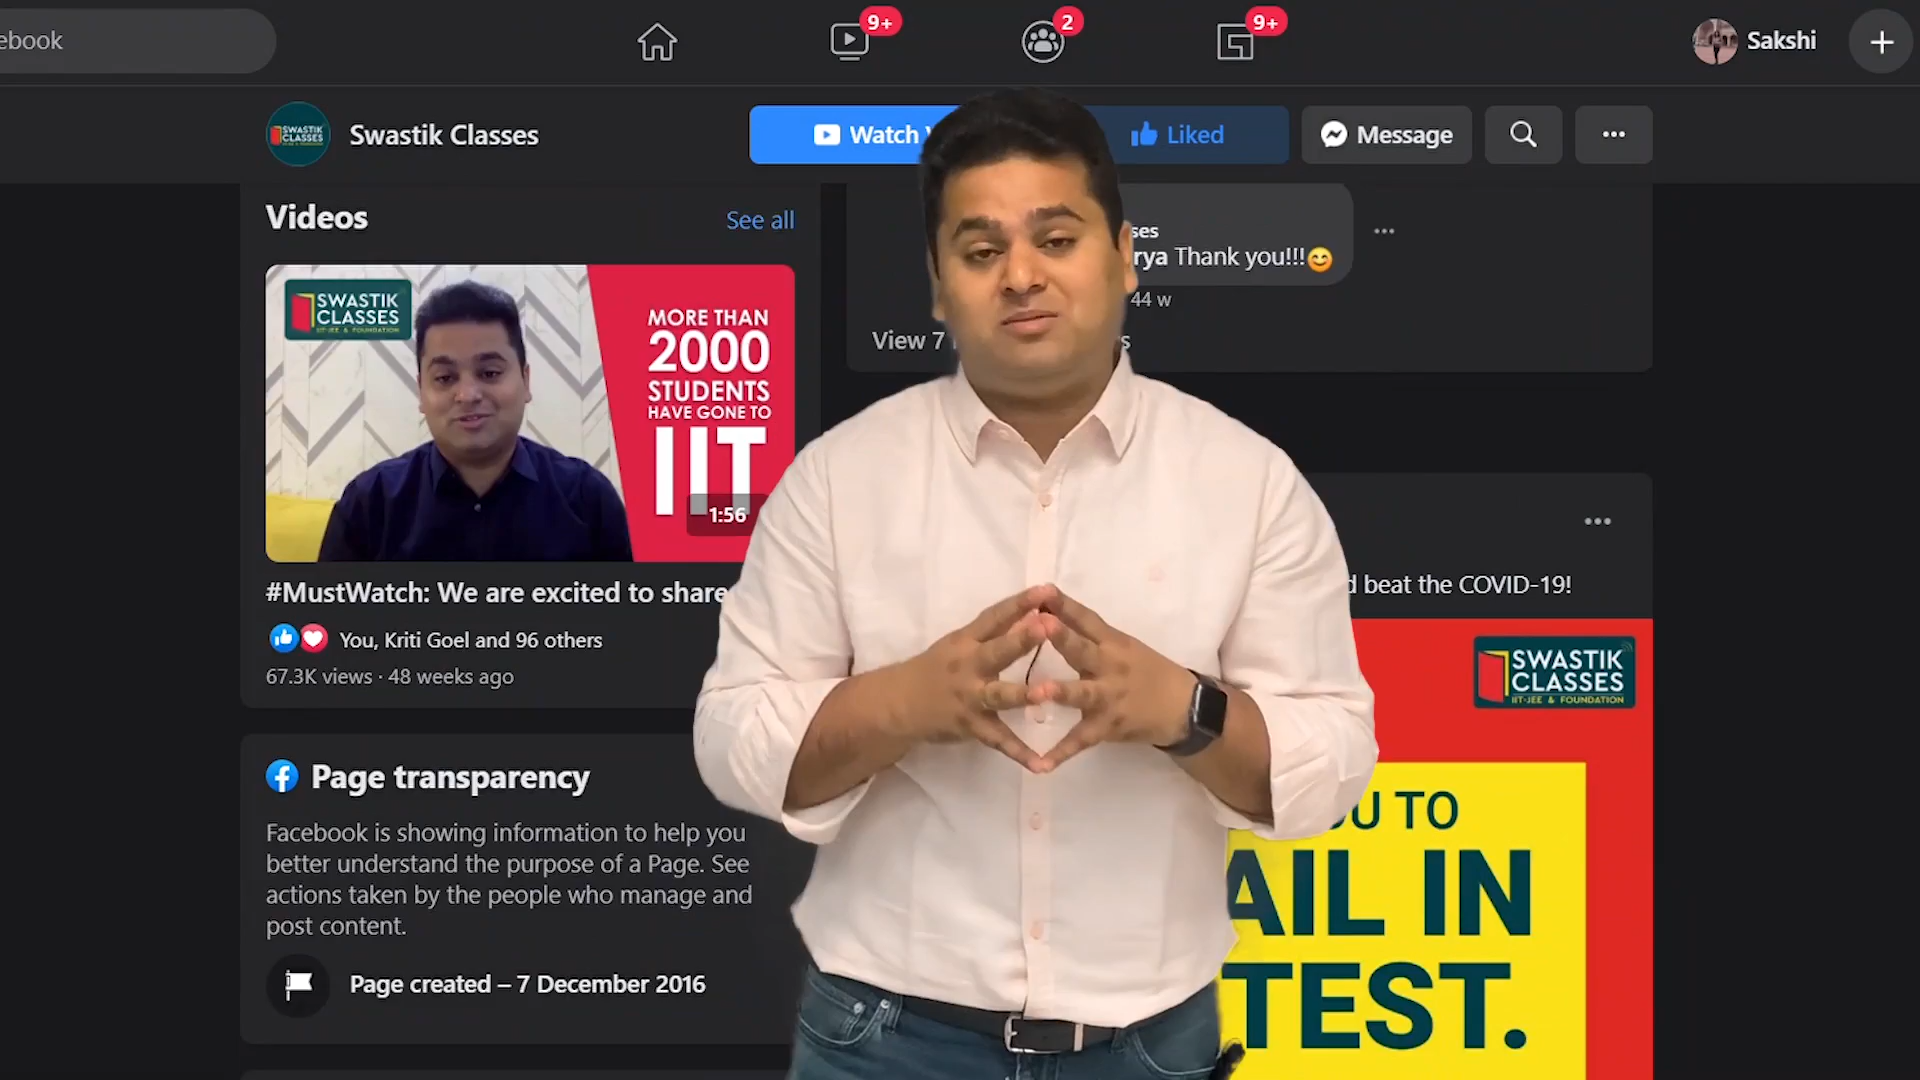 ebook
9+
2
9+
Sakshi
Swastik Classes
Watch
Liked
Message
Videos
See all
SWASTIK
CLASSES
IIT-JEE & FOUNDATION
MORE THAN
2000
STUDENTS
HAVE GONE TO
IIT
1:56
#MustWatch: We are excited to share
You, Kriti Goel and 96 others
67.3K views · 48 weeks ago
Page transparency
Facebook is showing information to help you
better understand the purpose of a Page. See
actions taken by the people who manage and
post content.
Page created – 7 December 2016
ses
rya Thank you!!!😊
44 w
View 7
s
d beat the COVID-19!
SWASTIK
CLASSES
IIT-JEE & FOUNDATION
U TO
AIL IN
TEST.